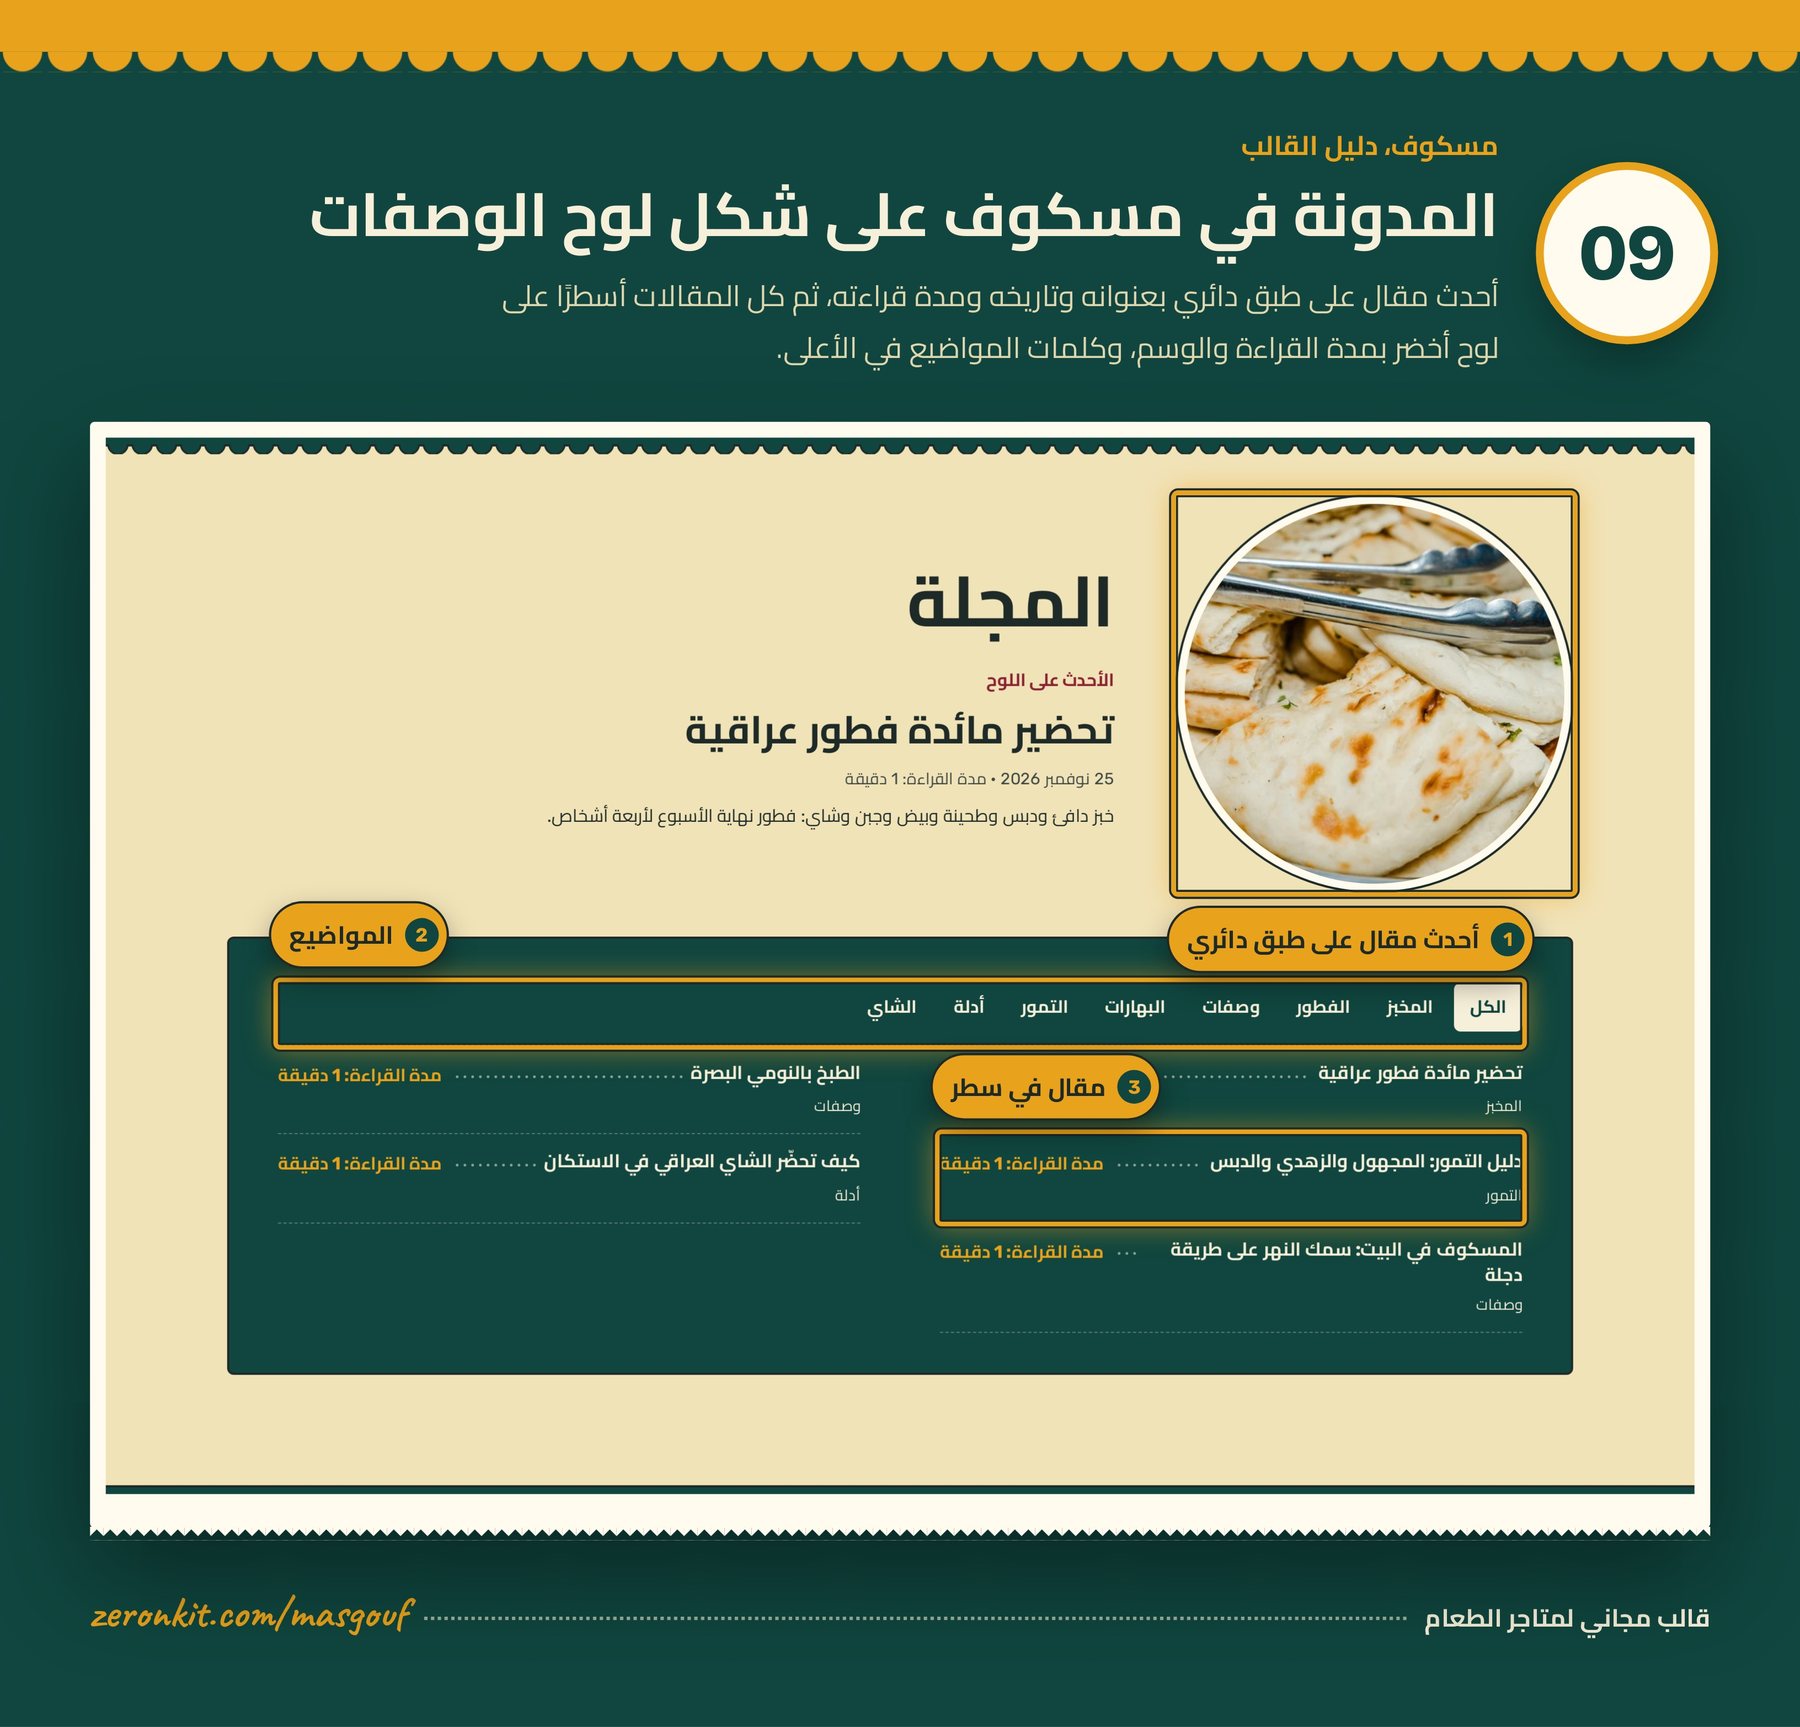 مسكوف، دليل القالب
09
المدونة في مسكوف على شكل لوح الوصفات
أحدث مقال على طبق دائري بعنوانه وتاريخه ومدة قراءته، ثم كل المقالات أسطرًا على
لوح أخضر بمدة القراءة والوسم، وكلمات المواضيع في الأعلى.
المجلة
الأحدث على اللوح
تحضير مائدة فطور عراقية
25 نوفمبر 2026 • مدة القراءة: 1 دقيقة
خبز دافئ ودبس وطحينة وبيض وجبن وشاي: فطور نهاية الأسبوع لأربعة أشخاص.
1 أحدث مقال على طبق دائري
2 المواضيع
الكل المخبز الفطور وصفات البهارات التمور أدلة الشاي
تحضير مائدة فطور عراقية
المخبز
3 مقال في سطر
دليل التمور: المجهول والزهدي والدبس مدة القراءة: 1 دقيقة
التمور
المسكوف في البيت: سمك النهر على طريقة دجلة مدة القراءة: 1 دقيقة
وصفات
الطبخ بالنومي البصرة مدة القراءة: 1 دقيقة
وصفات
كيف تحضّر الشاي العراقي في الاستكان مدة القراءة: 1 دقيقة
أدلة
قالب مجاني لمتاجر الطعام
zeronkit.com/masgouf